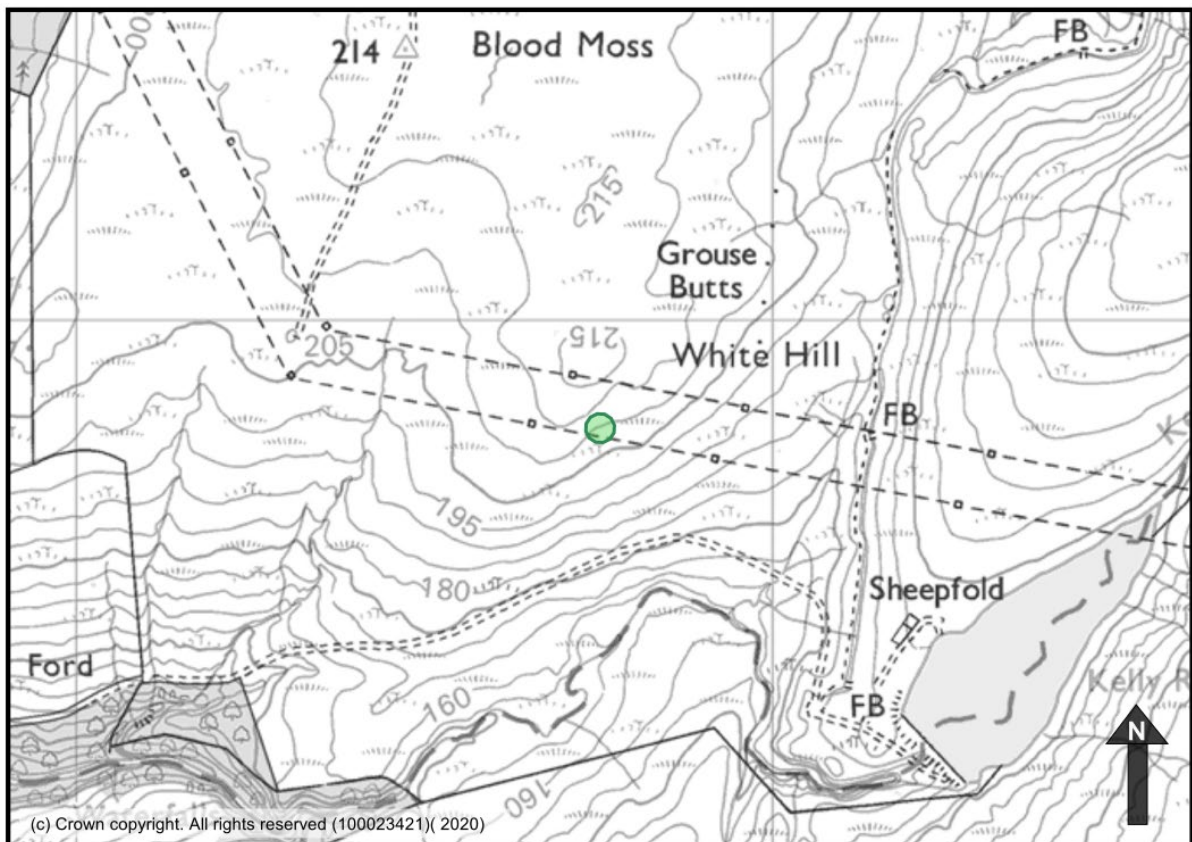 FB
Blood Moss
214
215
Grouse
Butts
215
White Hill
205
FB
195
180
Sheepfold
Ford
Kelly R
160
FB
N
160
(c) Crown copyright. All rights reserved (100023421)( 2020)